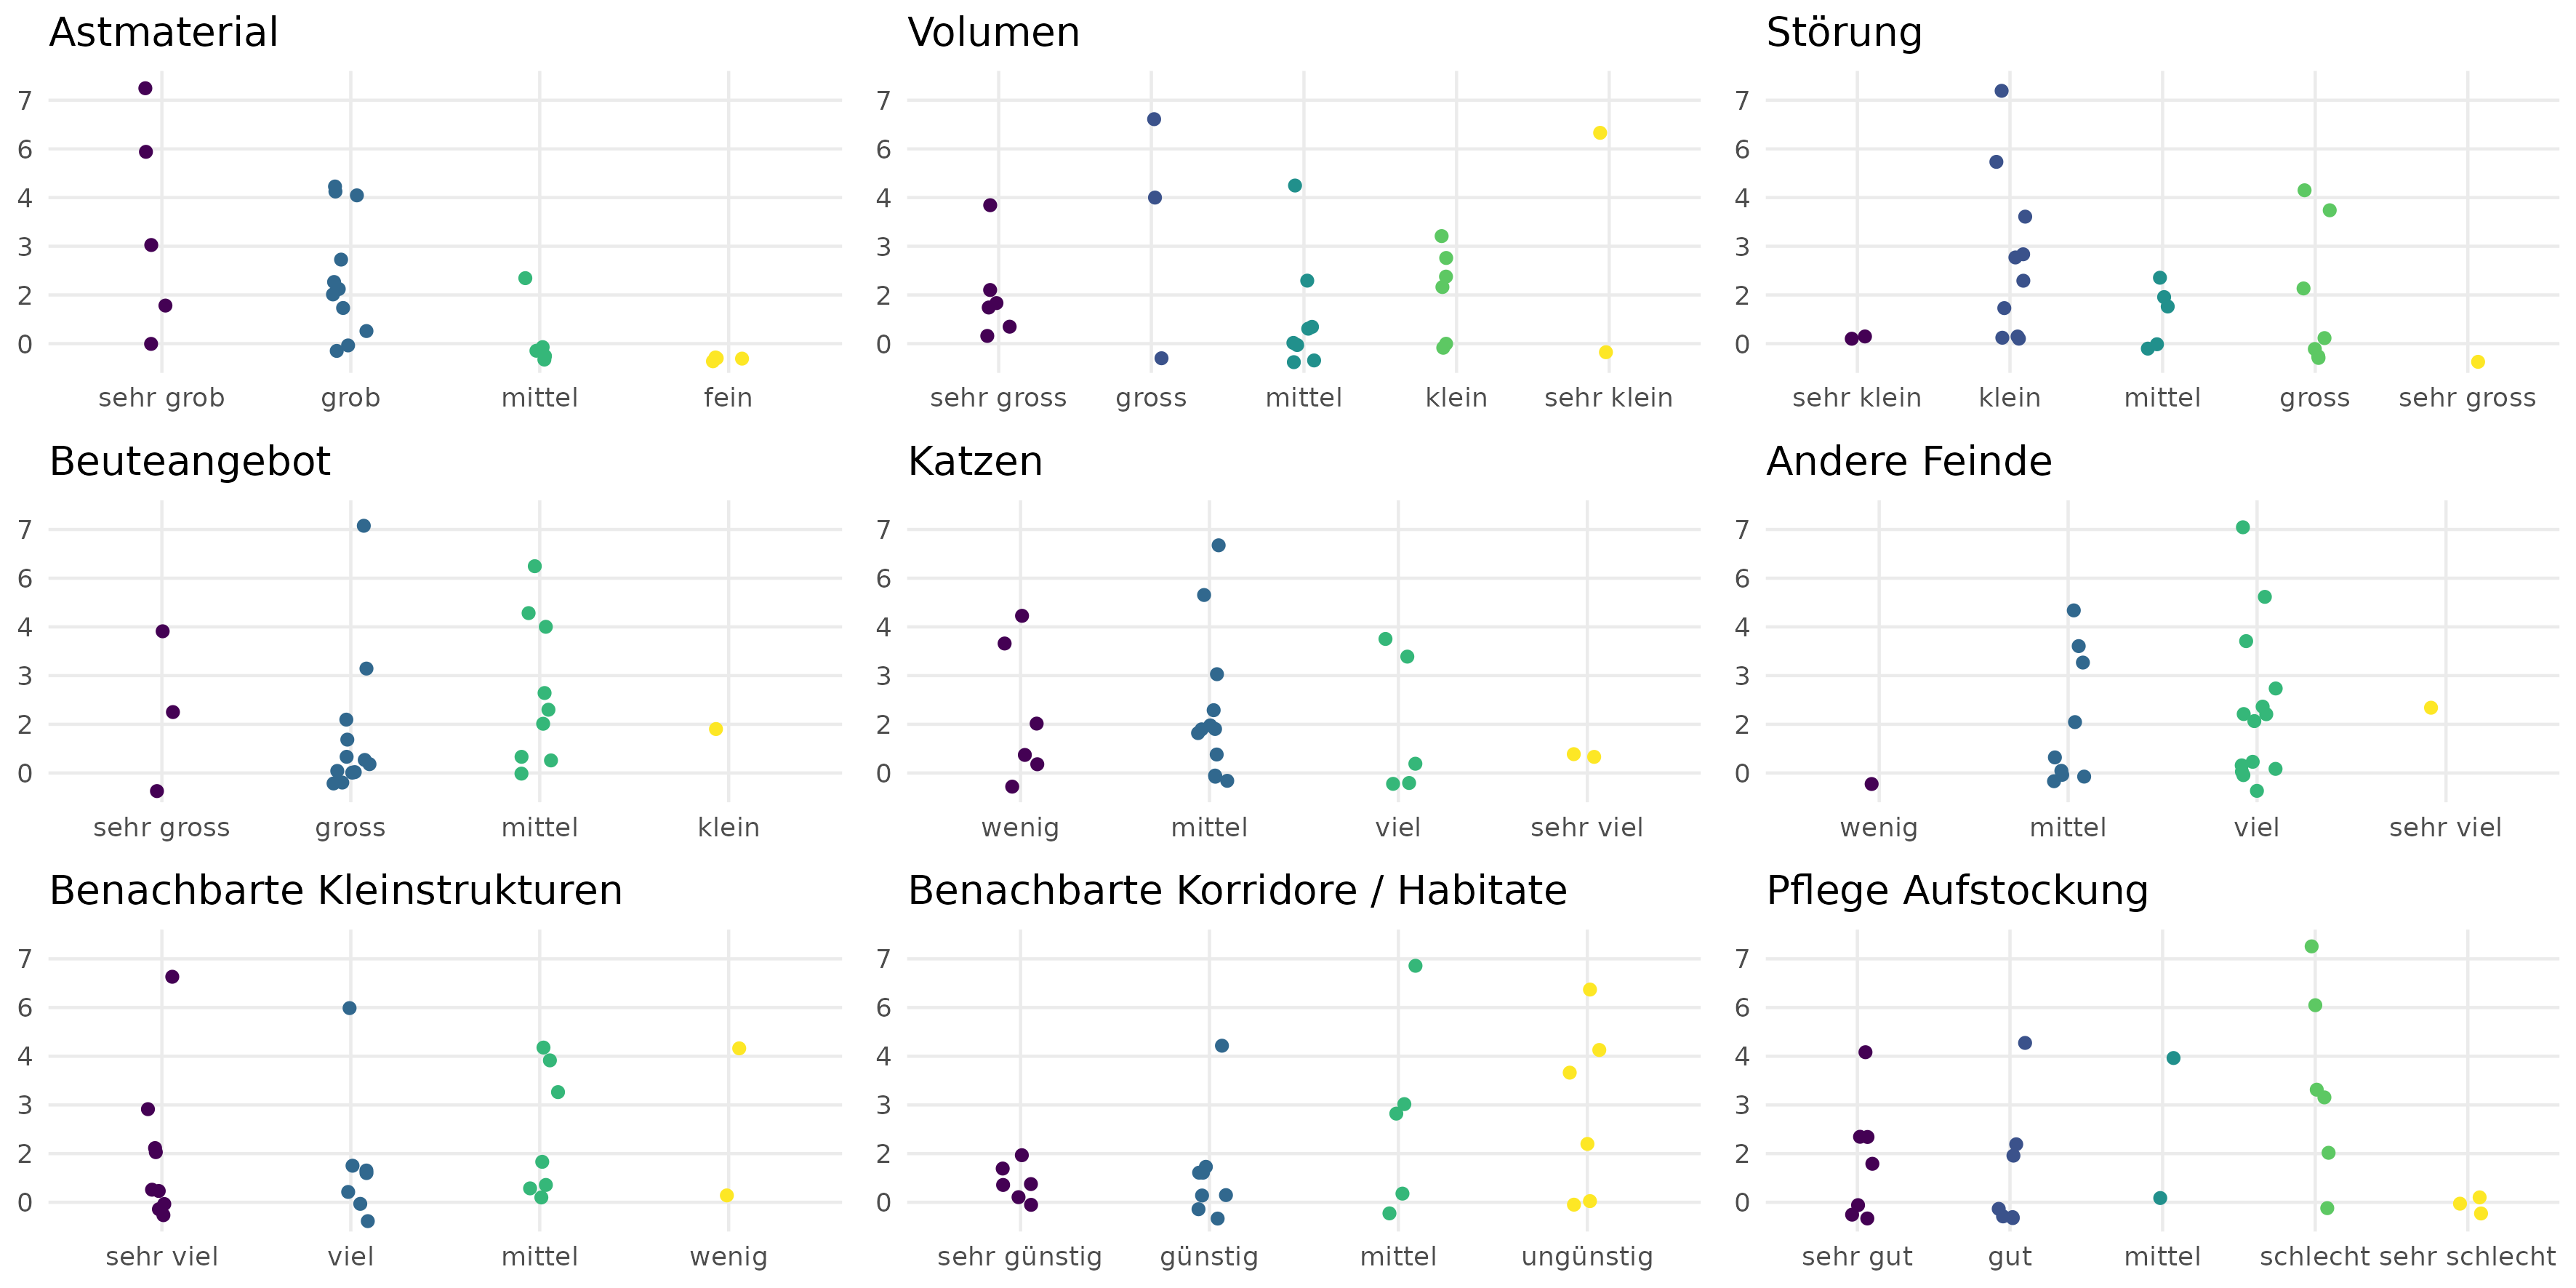 Astmaterial Volumen Störung
7 7 7
6 6 6
4 4 4
3 3 3
2 2 2
0 0 0
sehr grob grob mittel fein sehr gross gross mittel klein sehr klein sehr klein klein mittel gross sehr gross
Beuteangebot Katzen Andere Feinde
7 7 7
6 6 6
4 4 4
3 3 3
2 2 2
0 0 0
sehr gross gross mittel klein wenig mittel viel sehr viel wenig mittel viel sehr viel
Benachbarte Kleinstrukturen Benachbarte Korridore / Habitate Pflege Aufstockung
7 7 7
6 6 6
4 4 4
3 3 3
2 2 2
0 0 0
sehr viel viel mittel wenig sehr günstig günstig mittel ungünstig sehr gut gut mittel schlecht sehr schlecht